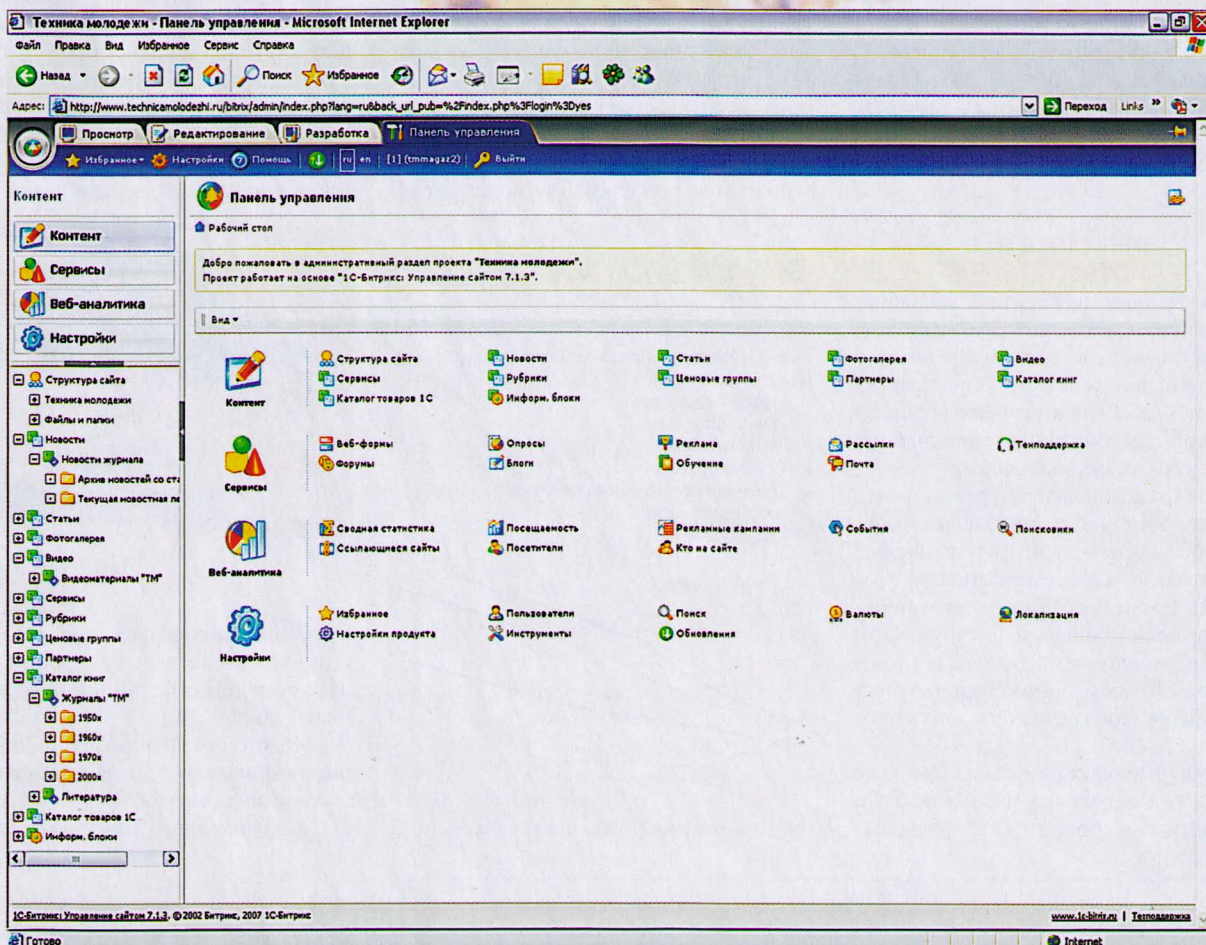 Техника молодежи - Панель управления - Microsoft Internet Explorer
Файл Правка Вид Избранное Сервис Справка
Назад Поиск Избранное
Адрес: http://www.technicamolodezhi.ru/bitrix/admin/index.php?lang=ru&back_url_pub=%2Findex.php%3Flogin%3Dyes Переход Links »
Просмотр Редактирование Разработка Панель управления
Избранное Настройки Помощь ru en [1] (tmmagaz2) Выйти
Контент
Контент
Сервисы
Веб-аналитика
Настройки
Структура сайта
Техника молодежи
Файлы и папки
Новости
Новости журнала
Архив новостей со ста
Текущая новостная ле
Статьи
Фотогалерея
Видео
Видеоматериалы "ТМ"
Сервисы
Рубрики
Ценовые группы
Партнеры
Каталог книг
Журналы "ТМ"
1950х
1960х
1970х
2000х
Литература
Каталог товаров 1С
Информ. блоки
Панель управления
Рабочий стол
Добро пожаловать в административный раздел проекта "Техника молодежи".
Проект работает на основе "1С-Битрикс: Управление сайтом 7.1.3".
Вид
Контент
Структура сайта Новости Статьи Фотогалерея Видео
Сервисы Рубрики Ценовые группы Партнеры Каталог книг
Каталог товаров 1С Информ. блоки
Сервисы
Веб-формы Опросы Реклама Рассылки Техподдержка
Форумы Блоги Обучение Почта
Веб-аналитика
Сводная статистика Посещаемость Рекламные кампании События Поисковики
Ссылающиеся сайты Посетители Кто на сайте
Настройки
Избранное Пользователи Поиск Валюты Локализация
Настройки продукта Инструменты Обновления
1С-Битрикс: Управление сайтом 7.1.3. © 2002 Битрикс, 2007 1С-Битрикс www.1c-bitrix.ru | Техподдержка
Готово Internet